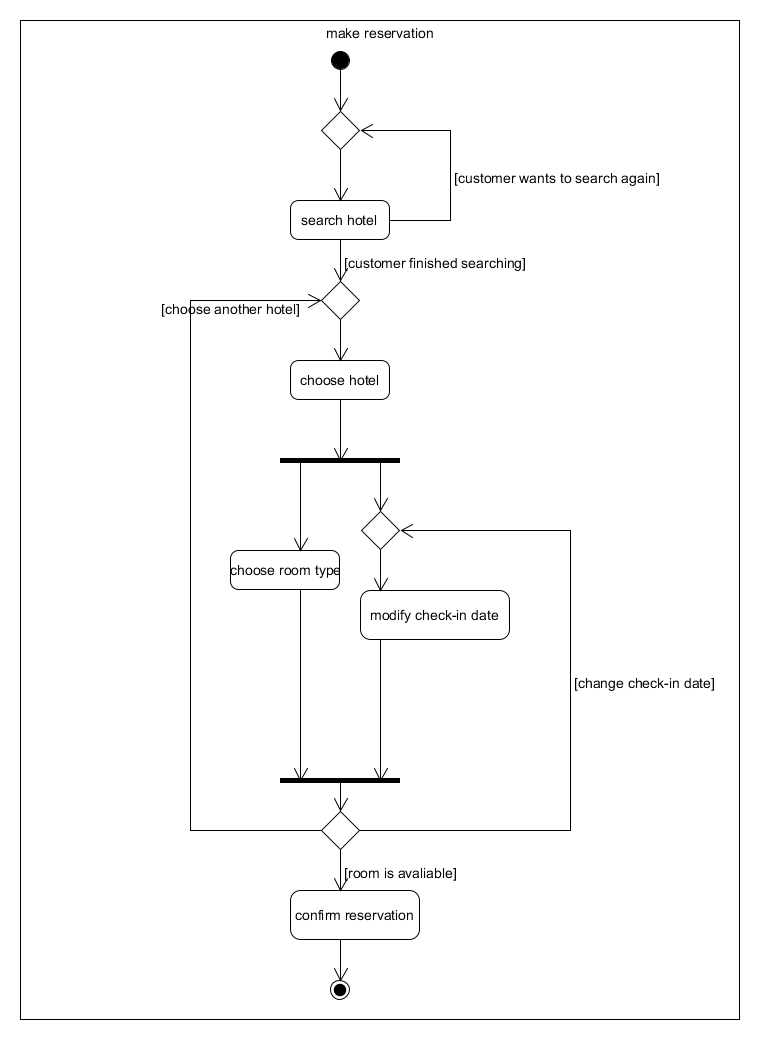 make reservation
[customer wants to search again]
search hotel
[customer finished searching]
[choose another hotel]
choose hotel
choose room type
modify check-in date
[change check-in date]
[room is avaliable]
confirm reservation